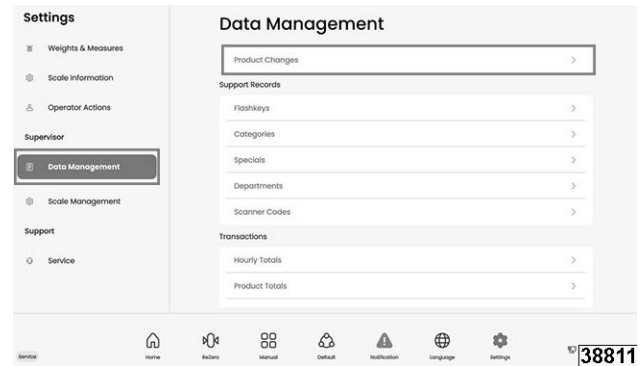 Settings
Weights & Measures
Scale Information
Operator Actions
Supervisor
Data Management
Scale Management
Support
Service
Data Management
Product Changes
Support Records
Flashkeys
Categories
Specials
Departments
Scanner Codes
Transactions
Hourly Totals
Product Totals
Service
Home
ReZero
Manual
Default
Notification
Language
Settings
38811